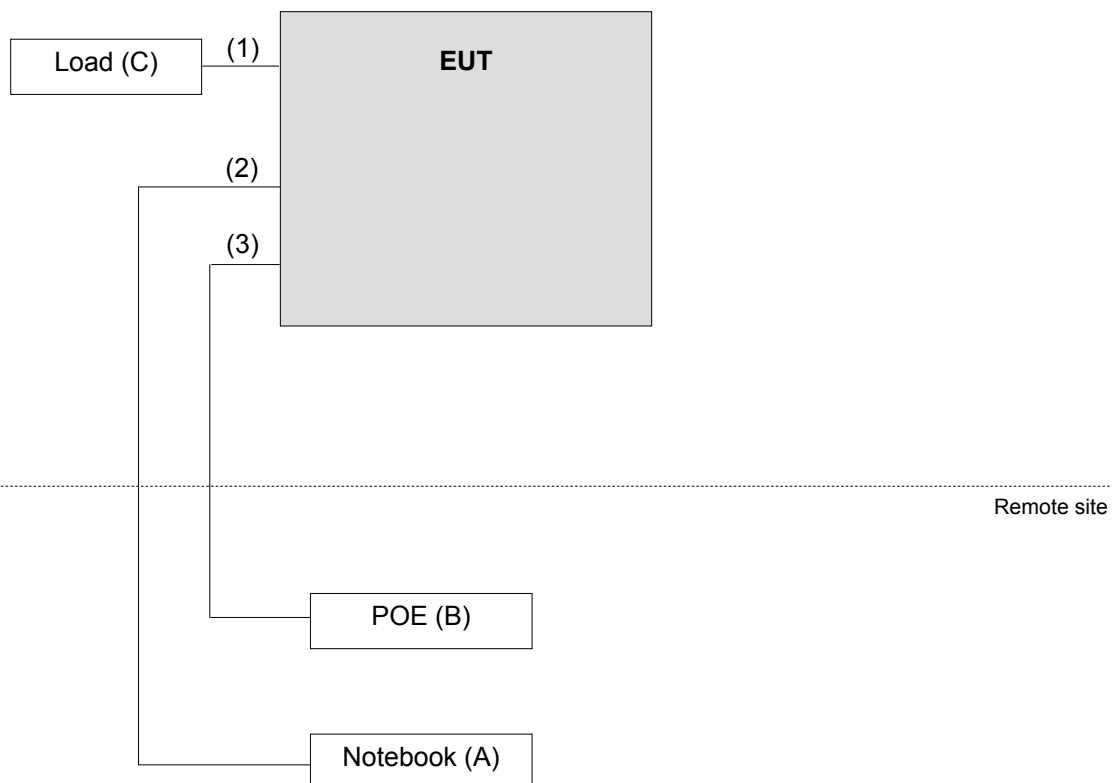 Load (C)
(1)
EUT
(2)
(3)
Remote site
POE (B)
Notebook (A)